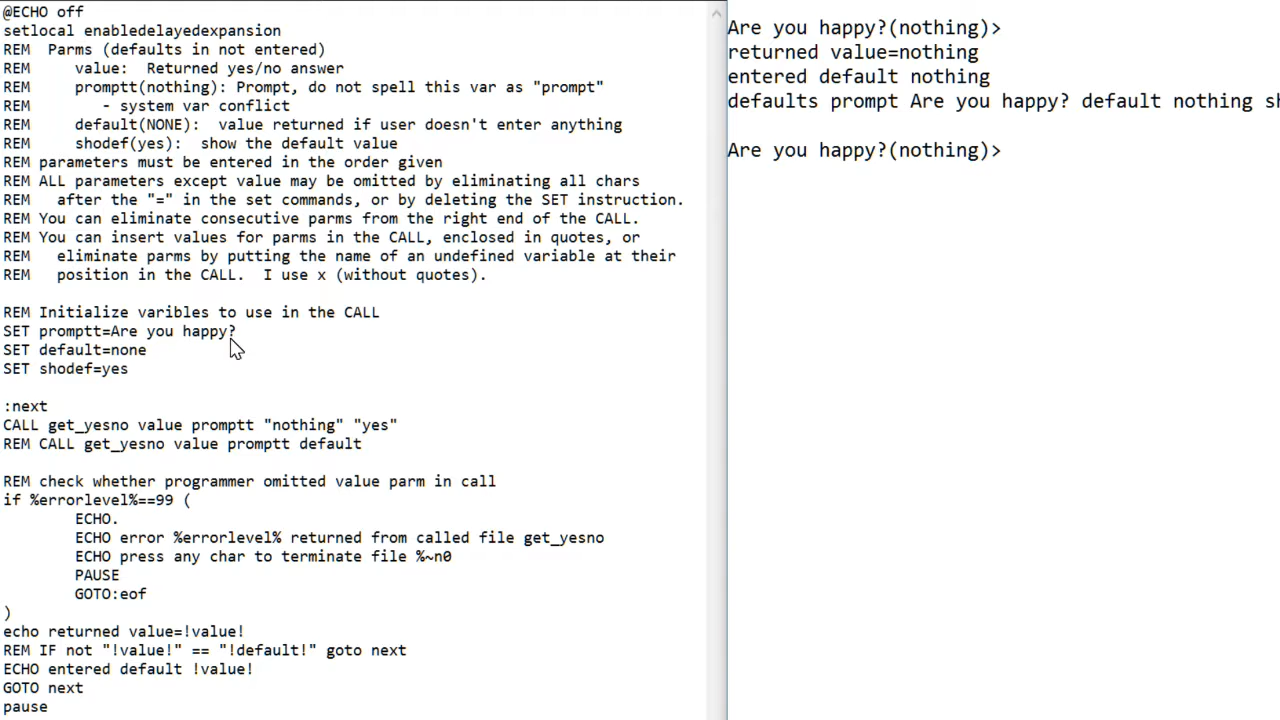 @ECHO off
setlocal enabledelayedexpansion
REM  Parms (defaults in not entered)
REM     value:  Returned yes/no answer
REM     promptt(nothing): Prompt, do not spell this var as "prompt"
REM        - system var conflict
REM     default(NONE):  value returned if user doesn't enter anything
REM     shodef(yes):  show the default value
REM parameters must be entered in the order given
REM ALL parameters except value may be omitted by eliminating all chars
REM   after the "=" in the set commands, or by deleting the SET instruction.
REM You can eliminate consecutive parms from the right end of the CALL.
REM You can insert values for parms in the CALL, enclosed in quotes, or
REM   eliminate parms by putting the name of an undefined variable at their
REM   position in the CALL.  I use x (without quotes).
REM Initialize varibles to use in the CALL
SET promptt=Are you happy?
SET default=none
SET shodef=yes
:next
CALL get_yesno value promptt "nothing" "yes"
REM CALL get_yesno value promptt default
REM check whether programmer omitted value parm in call
if %errorlevel%==99 (
ECHO.
ECHO error %errorlevel% returned from called file get_yesno
ECHO press any char to terminate file %~n0
PAUSE
GOTO:eof
)
echo returned value=!value!
REM IF not "!value!" == "!default!" goto next
ECHO entered default !value!
GOTO next
pause
Are you happy?(nothing)>
returned value=nothing
entered default nothing
defaults prompt Are you happy? default nothing
Are you happy?(nothing)>